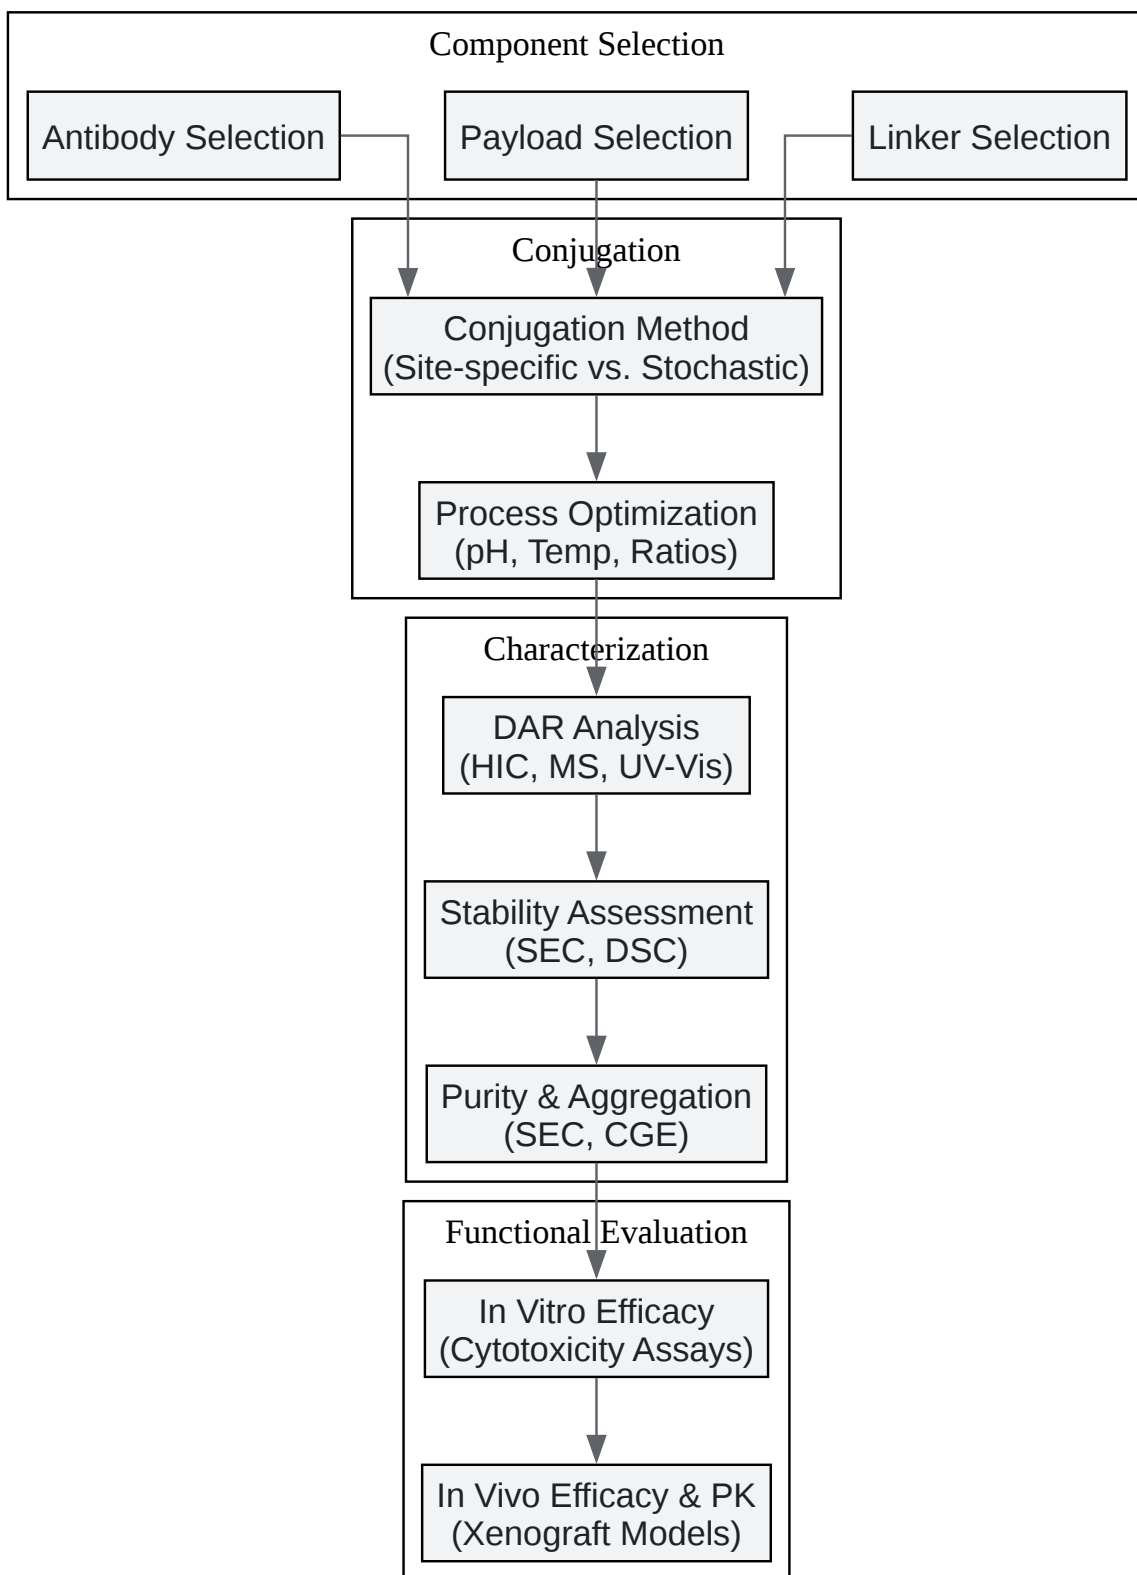 Component Selection
Antibody Selection
Payload Selection
Linker Selection
Conjugation
Conjugation Method
(Site-specific vs. Stochastic)
Process Optimization
(pH, Temp, Ratios)
Characterization
DAR Analysis
(HIC, MS, UV-Vis)
Stability Assessment
(SEC, DSC)
Purity & Aggregation
(SEC, CGE)
Functional Evaluation
In Vitro Efficacy
(Cytotoxicity Assays)
In Vivo Efficacy & PK
(Xenograft Models)